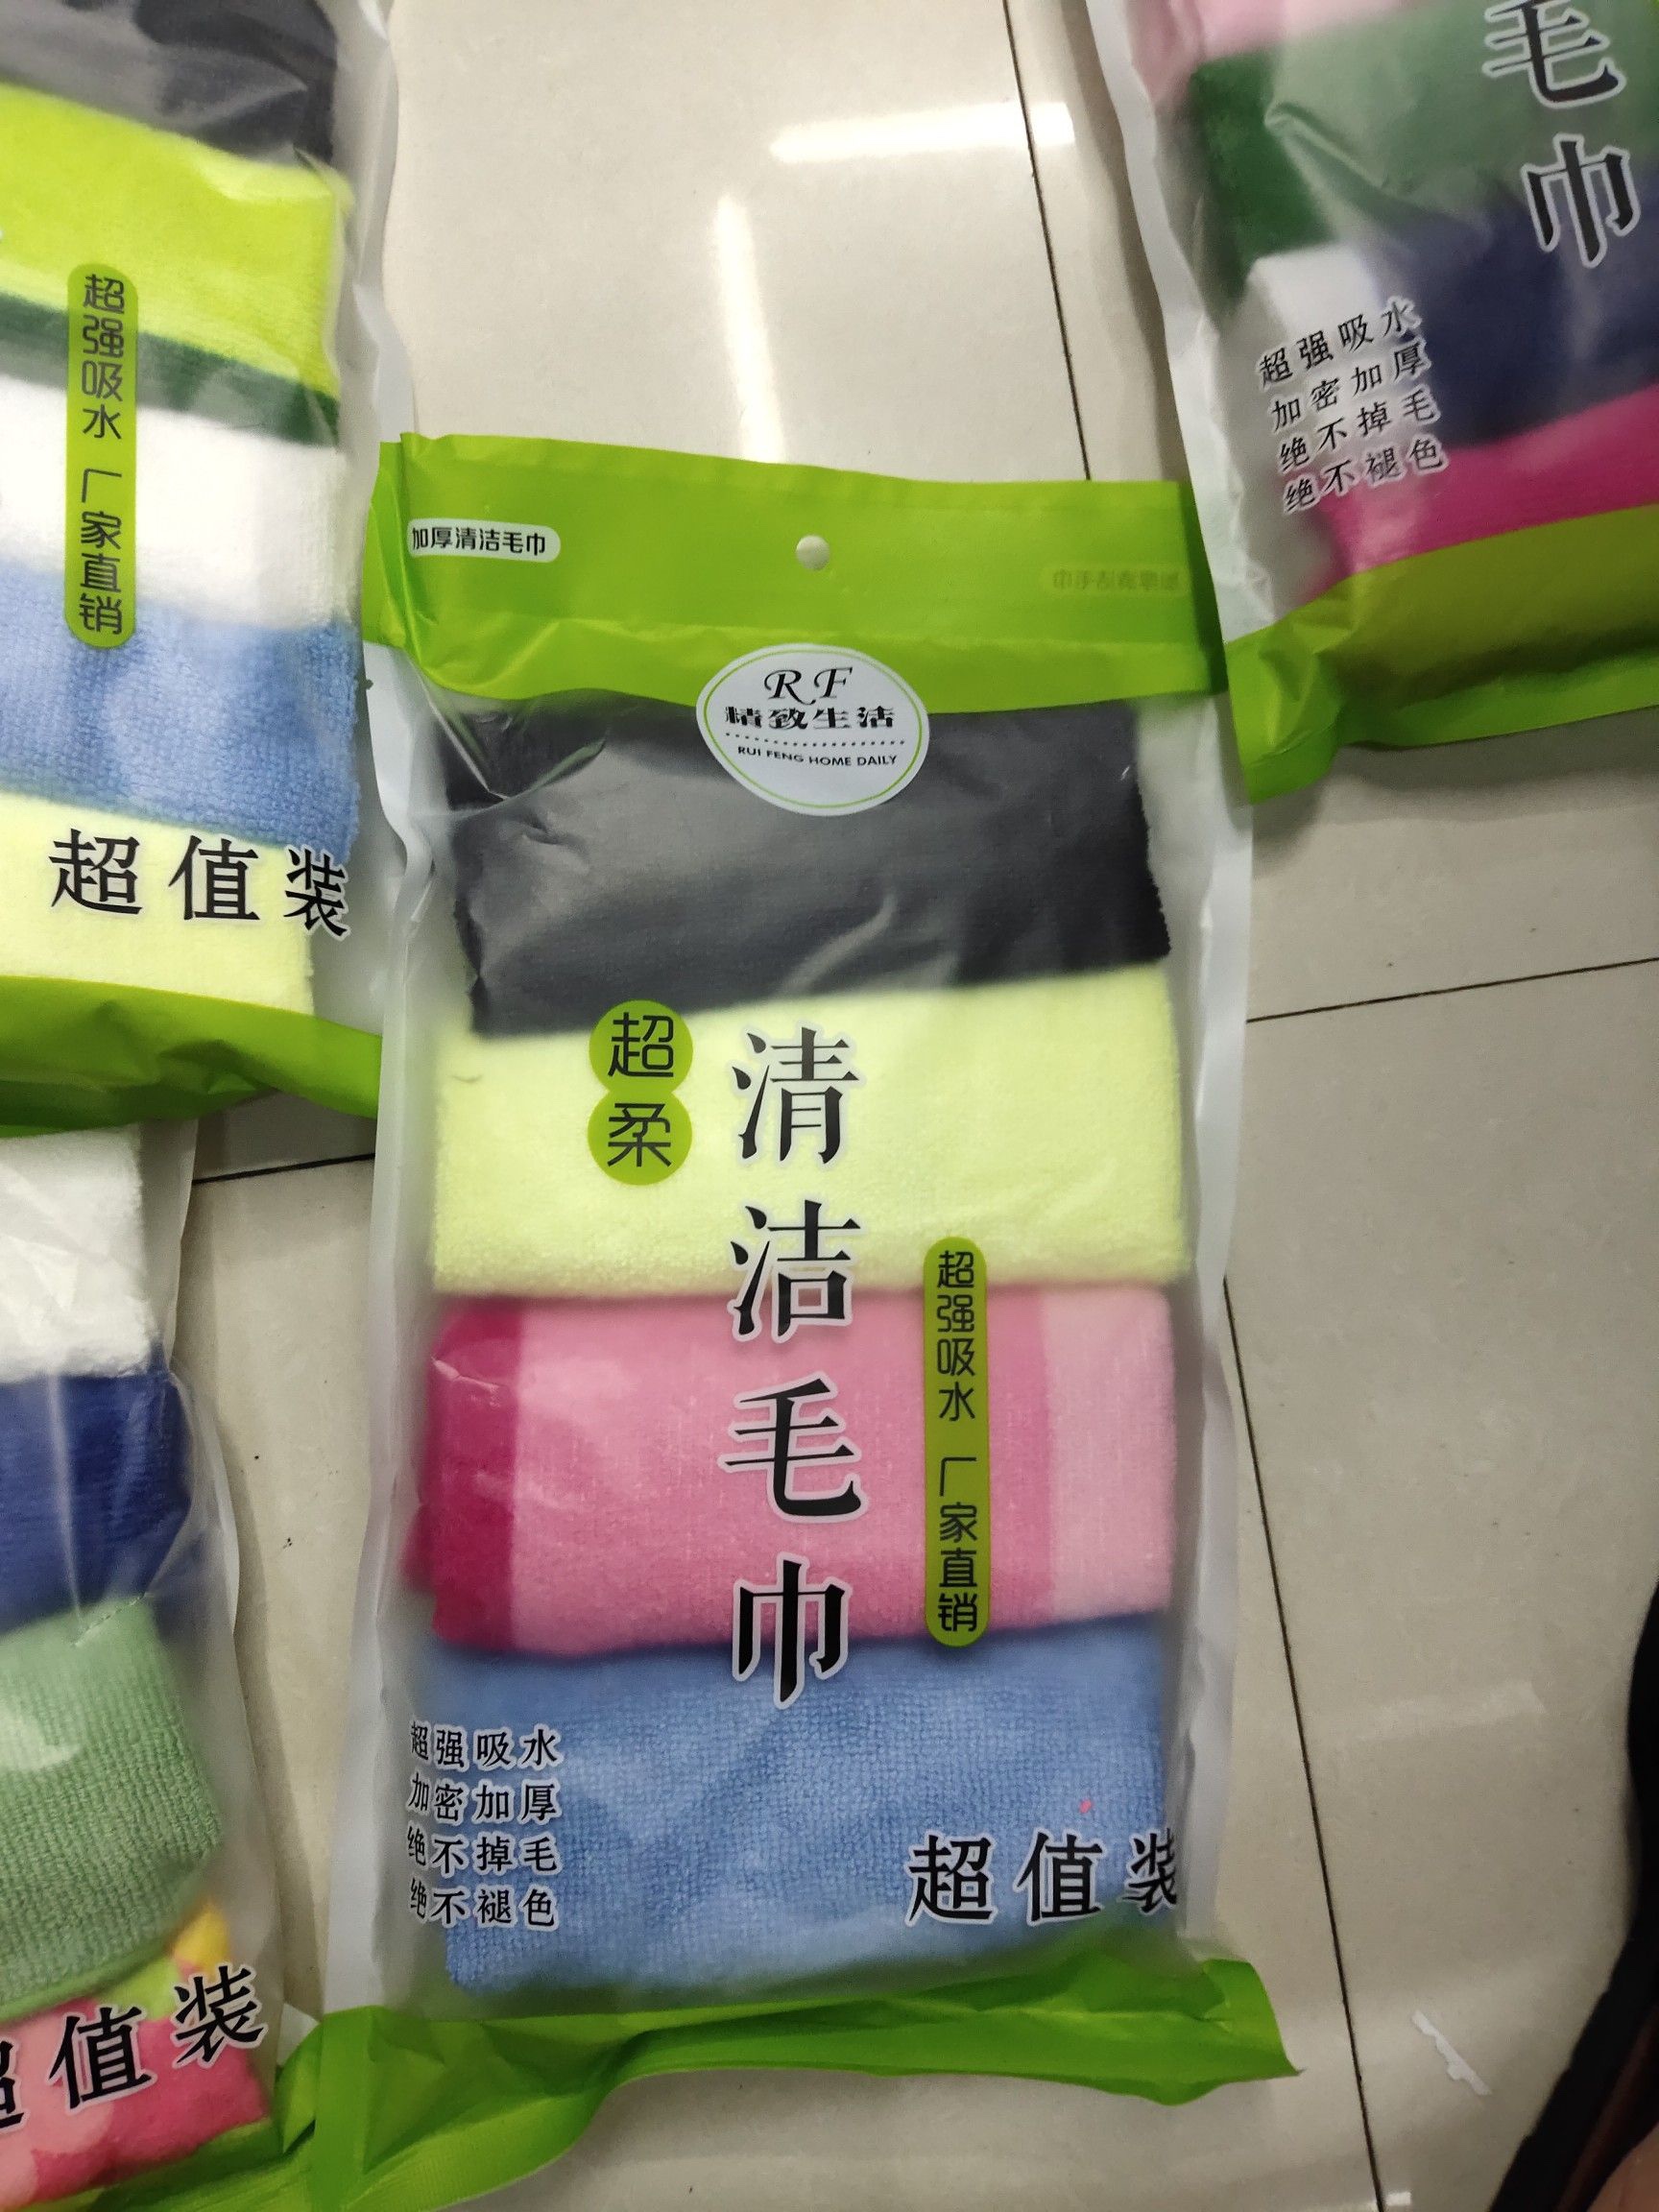 毛巾
超强吸水
加密加厚
绝不掉毛
绝不褪色
超强吸水 厂家直销
超值装
加厚清洁毛巾
RF
精致生活
RUI FENG HOME DAILY
超柔
清洁毛巾
超强吸水 厂家直销
超强吸水
加密加厚
绝不掉毛
绝不褪色
超值装
超值装